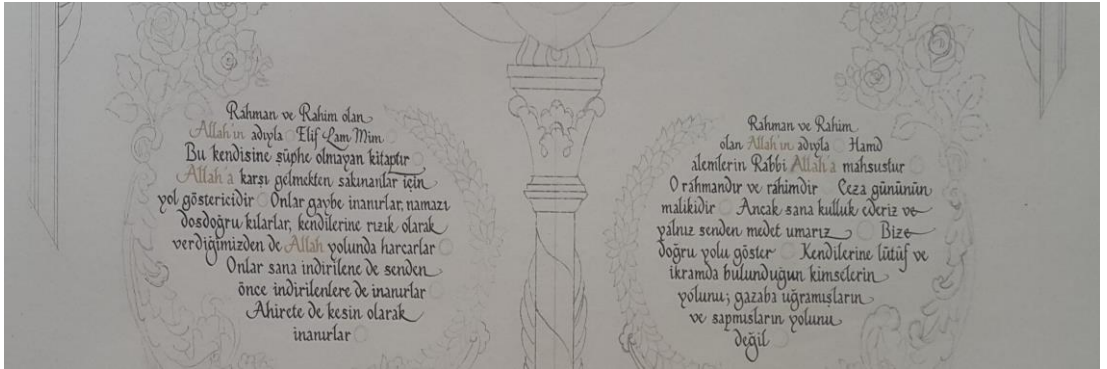 Rahman ve Rahim olan
Allah'ın adıyla Elif Lam Mim
Bu kendisine şüphe olmayan kitaptır
Allah'a karşı gelmekten sakınanlar için
yol göstericidir Onlar gaybe inanırlar, namazı
dosdoğru kılarlar, kendilerine rızık olarak
verdiğimizden de Allah yolunda harcarlar
Onlar sana indirilene de senden
önce indirilenlere de inanırlar
Ahirete de kesin olarak
inanırlar
Rahman ve Rahim
olan Allah'ın adıyla Hamd
alemlerin Rabbi Allah'a mahsustur
O rahmandır ve rahimdir Ceza gününün
malikidir Ancak sana kulluk ederiz ve
yalnız senden medet umarız Bize
doğru yolu göster Kendilerine lütüf ve
ikramda bulunduğun kimselerin
yolunu; gazaba uğramışların
ve sapmışların yolunu
değil